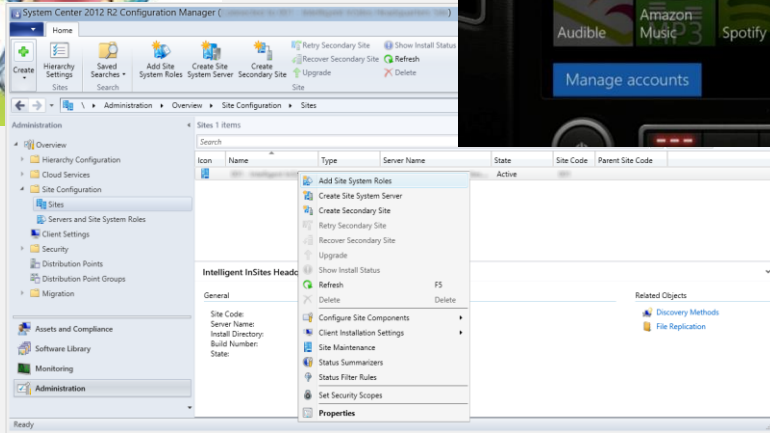 System Center 2012 R2 Configuration Manager (
Home
Create
Hierarchy Settings
Saved Searches
Add Site System Roles
Create Site System Server
Create Secondary Site
Retry Secondary Site
Recover Secondary Site
Upgrade
Show Install Status
Refresh
Delete
Sites
Search
Site
\ Administration Overview Site Configuration Sites
Administration
Overview
Hierarchy Configuration
Cloud Services
Site Configuration
Sites
Servers and Site System Roles
Client Settings
Security
Distribution Points
Distribution Point Groups
Migration
Assets and Compliance
Software Library
Monitoring
Administration
Ready
Sites 1 items
Search
Icon Name Type Server Name State Site Code Parent Site Code
Active
Add Site System Roles
Create Site System Server
Create Secondary Site
Retry Secondary Site
Recover Secondary Site
Upgrade
Show Install Status
Refresh F5
Delete Delete
Configure Site Components
Client Installation Settings
Site Maintenance
Status Summarizers
Status Filter Rules
Set Security Scopes
Properties
Intelligent InSites Headq
General
Site Code:
Server Name:
Install Directory:
Build Number:
State:
Related Objects
Discovery Methods
File Replication
Audible
Amazon Music
MP3
Spotify
Manage accounts